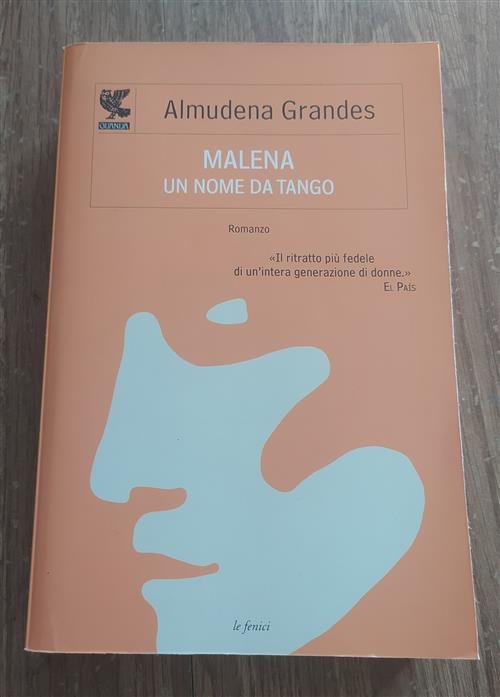 GUANDA
Almudena Grandes
MALENA
UN NOME DA TANGO
Romanzo
«Il ritratto più fedele
di un'intera generazione di donne.»
EL PAÍS
le fenici